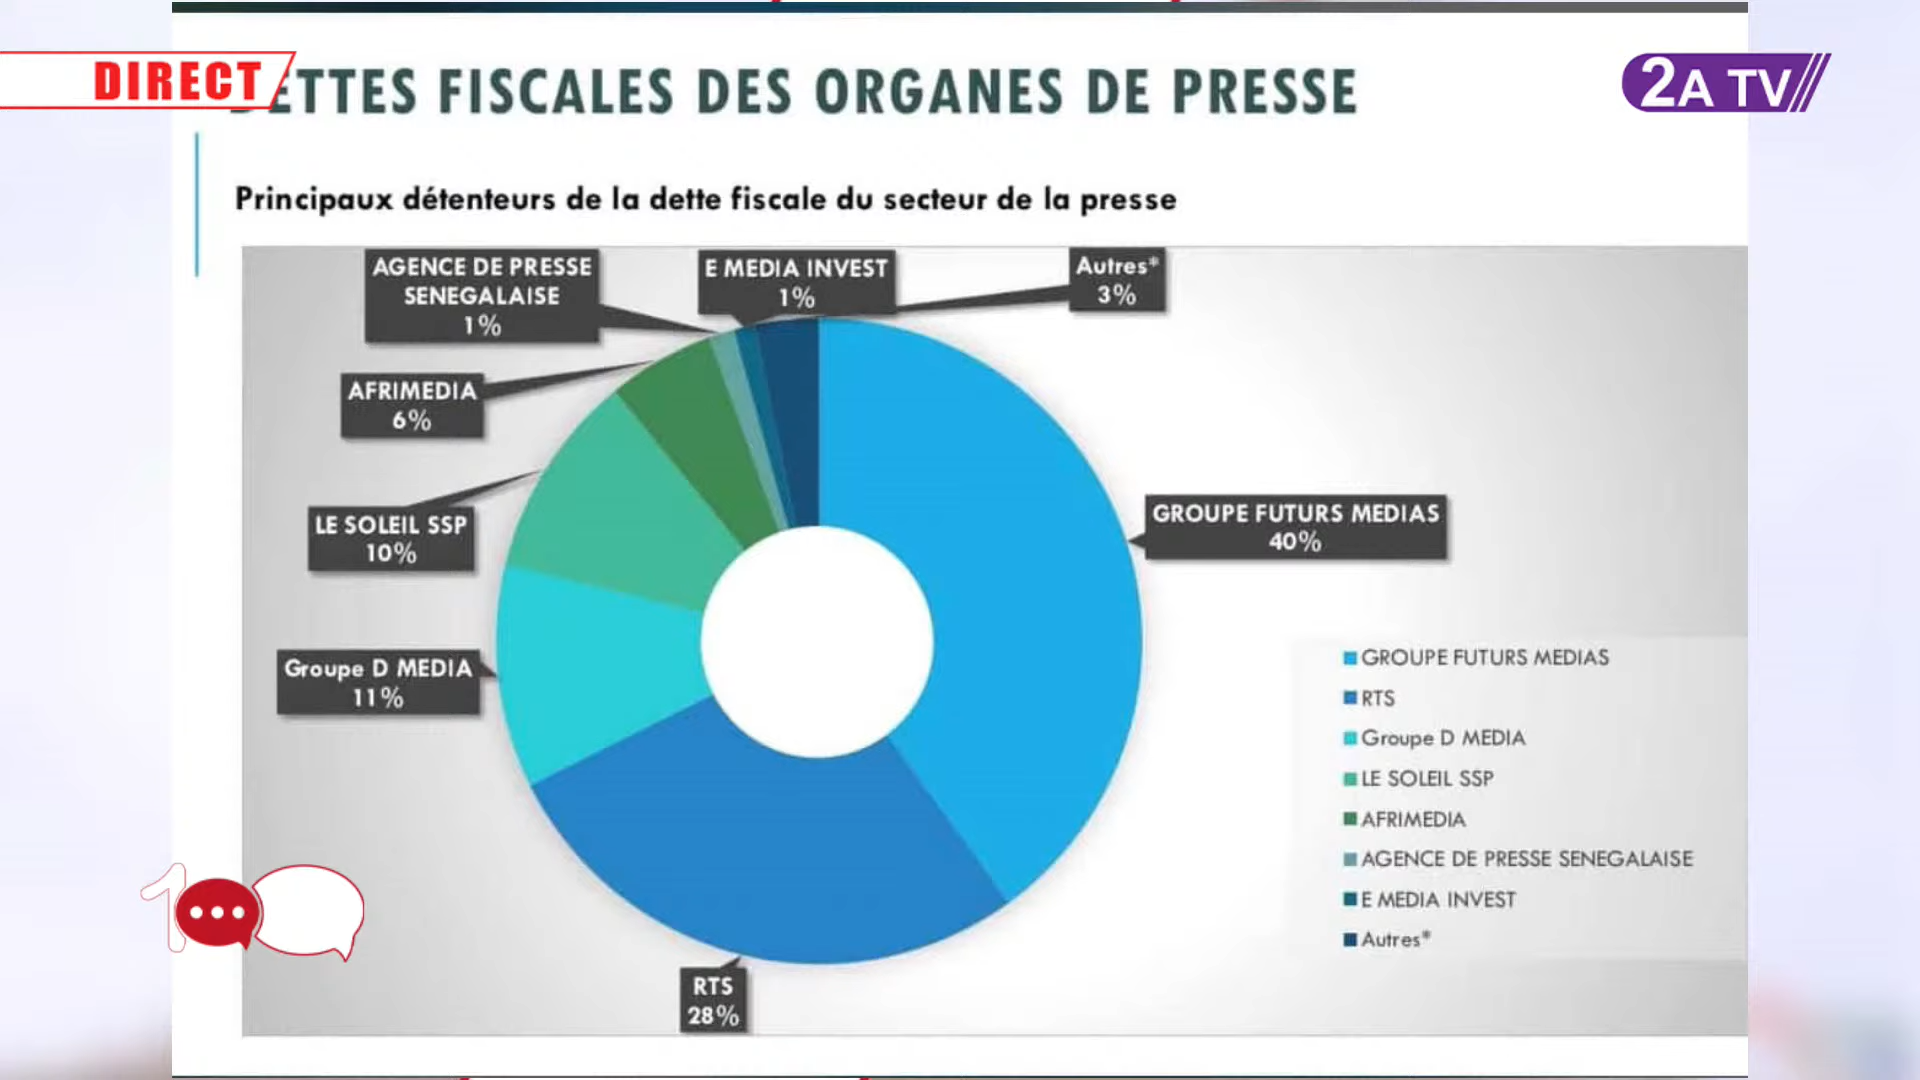 DIRECT
DETTES FISCALES DES ORGANES DE PRESSE
2A TV
Principaux détenteurs de la dette fiscale du secteur de la presse
AGENCE DE PRESSE
SENEGALAISE
1%
E MEDIA INVEST
1%
Autres*
3%
AFRIMEDIA
6%
LE SOLEIL SSP
10%
GROUPE FUTURS MEDIAS
40%
Groupe D MEDIA
11%
RTS
28%
GROUPE FUTURS MEDIAS
RTS
Groupe D MEDIA
LE SOLEIL SSP
AFRIMEDIA
AGENCE DE PRESSE SENEGALAISE
E MEDIA INVEST
Autres*
1